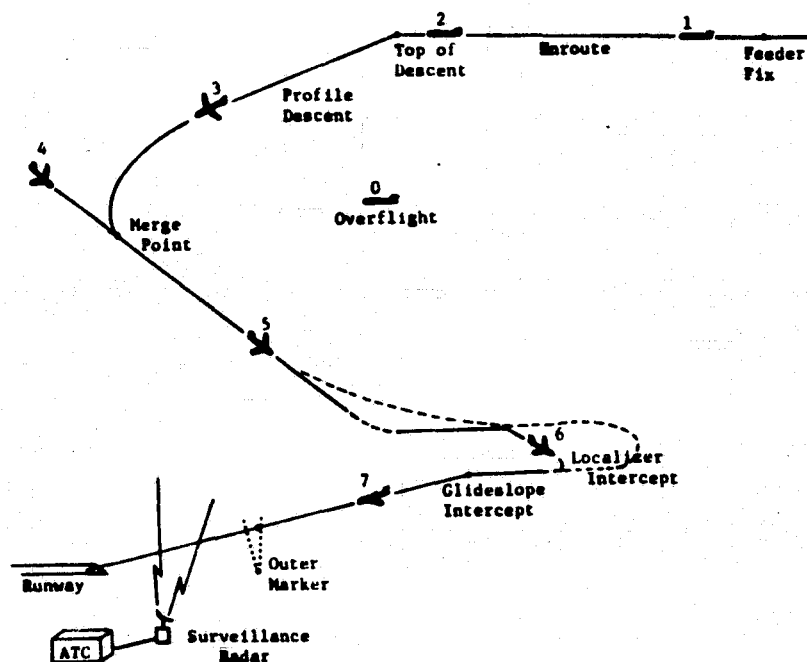 2
1
Top of
Descent
Enroute
Feeder
Fix
3
Profile
Descent
4
0
Overflight
Merge
Point
5
6
Localizer
Intercept
7
Glideslope
Intercept
Outer
Marker
Runway
Surveillance
Radar
ATC